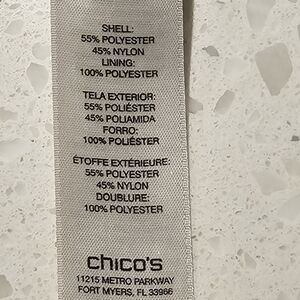 SHELL:
55% POLYESTER
45% NYLON
LINING:
100% POLYESTER
TELA EXTERIOR:
55% POLIÉSTER
45% POLIAMIDA
FORRO:
100% POLIÉSTER
ÉTOFFE EXTÉRIEURE:
55% POLYESTER
45% NYLON
DOUBLURE:
100% POLYESTER
chico's
11215 METRO PARKWAY
FORT MYERS, FL 33966